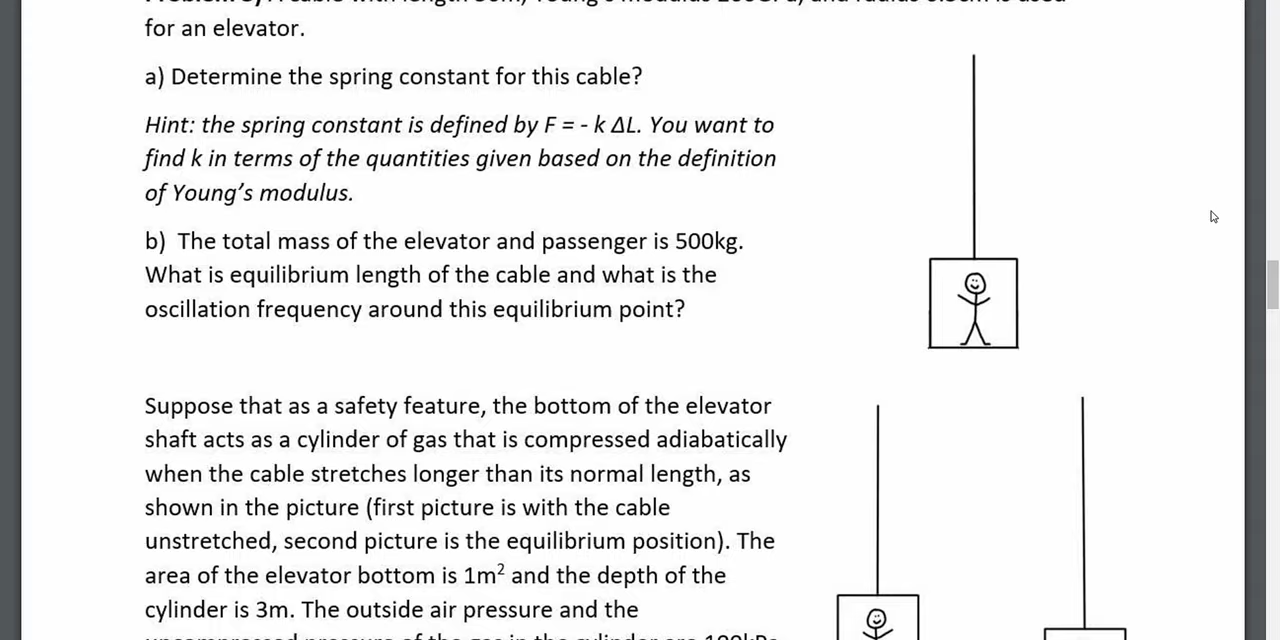 for an elevator.
a) Determine the spring constant for this cable?
Hint: the spring constant is defined by F = - k ΔL. You want to
find k in terms of the quantities given based on the definition
of Young’s modulus.
b)  The total mass of the elevator and passenger is 500kg.
What is equilibrium length of the cable and what is the
oscillation frequency around this equilibrium point?
Suppose that as a safety feature, the bottom of the elevator
shaft acts as a cylinder of gas that is compressed adiabatically
when the cable stretches longer than its normal length, as
shown in the picture (first picture is with the cable
unstretched, second picture is the equilibrium position). The
area of the elevator bottom is 1m² and the depth of the
cylinder is 3m. The outside air pressure and the